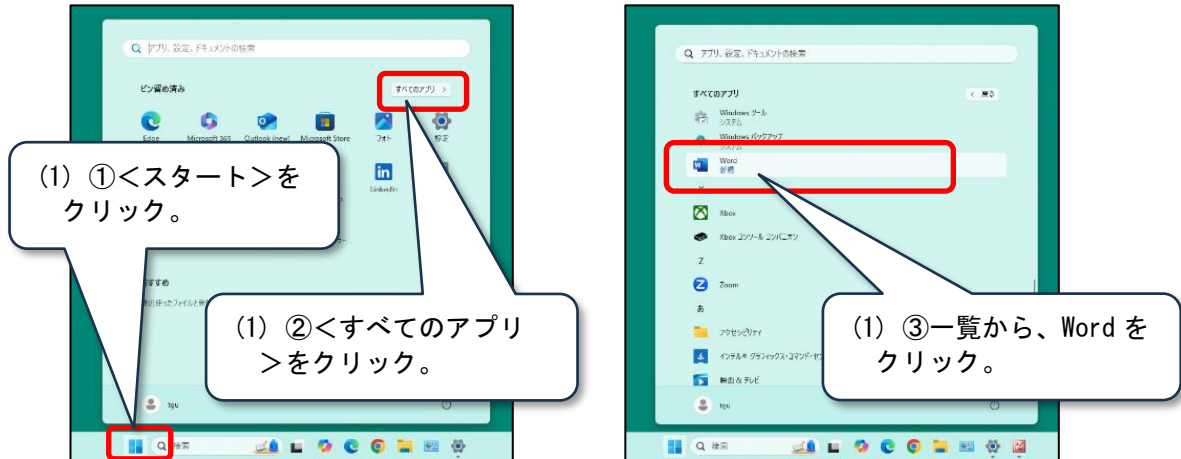 アプリ、設定、ドキュメントの検索
ピン留め済み
すべてのアプリ >
Edge
Microsoft 365
Outlook (new)
Microsoft Store
フォト
設定
(1) ①＜スタート＞を
クリック。
LinkedIn
(1) ②＜すべてのアプリ
＞をクリック。
tgu
検索
アプリ、設定、ドキュメントの検索
すべてのアプリ
< 戻る
Windows ツール
システム
Windows バックアップ
システム
Word
新規
Xbox
Xbox コンソール コンパニオン
Z
Zoom
あ
アクセシビリティ
インテル® グラフィックス・コマンド・セン
映画 & テレビ
(1) ③一覧から、Word を
クリック。
tgu
検索